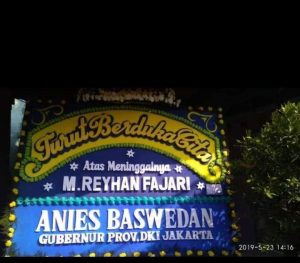 Turut Berduka Cita
Atas Meninggalnya
M.REYHAN FAJARI
ANIES BASWEDAN
GUBERNUR PROV.DKI JAKARTA
2019-5-23 14:16